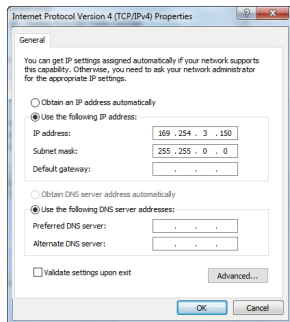 Internet Protocol Version 4 (TCP/IPv4) Properties
General
You can get IP settings assigned automatically if your network supports
this capability. Otherwise, you need to ask your network administrator
for the appropriate IP settings.
Obtain an IP address automatically
Use the following IP address:
IP address: 169 . 254 . 3 . 150
Subnet mask: 255 . 255 . 0 . 0
Default gateway: . . .
Obtain DNS server address automatically
Use the following DNS server addresses:
Preferred DNS server: . . .
Alternate DNS server: . . .
Validate settings upon exit
Advanced...
OK Cancel